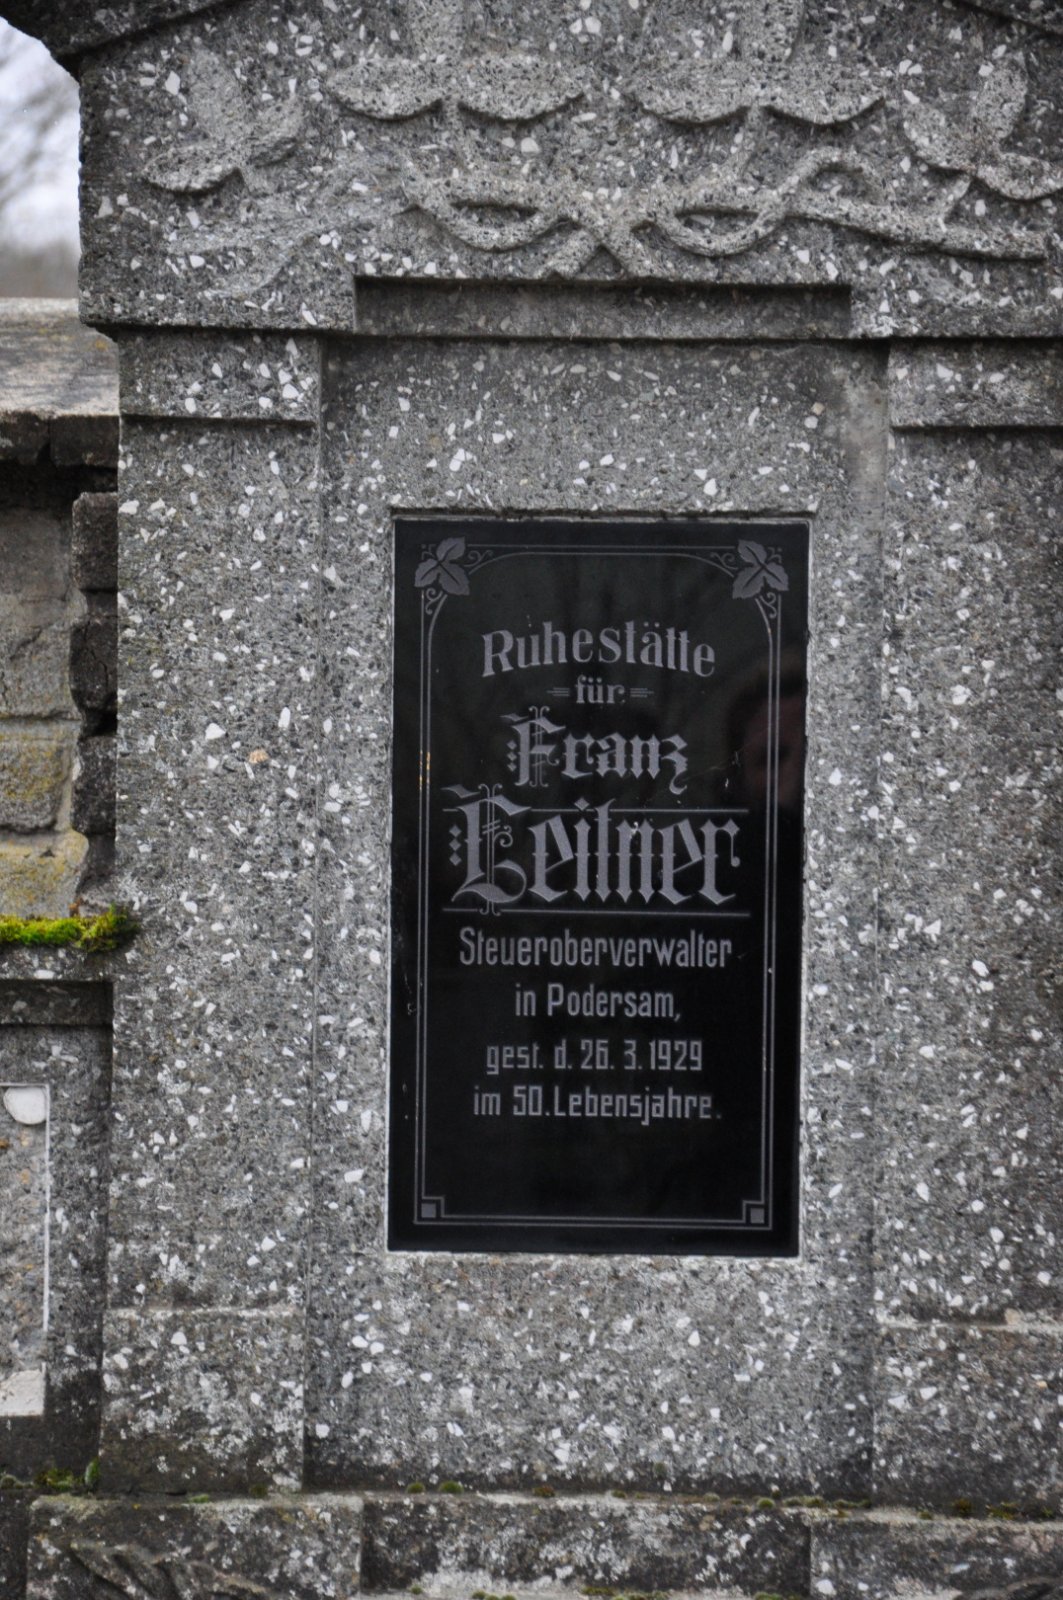 Ruhestätte
für
Franz
Leitner
Steueroberverwalter
in Podersam,
gest. d. 26. 3. 1929
im 50. Lebensjahre.